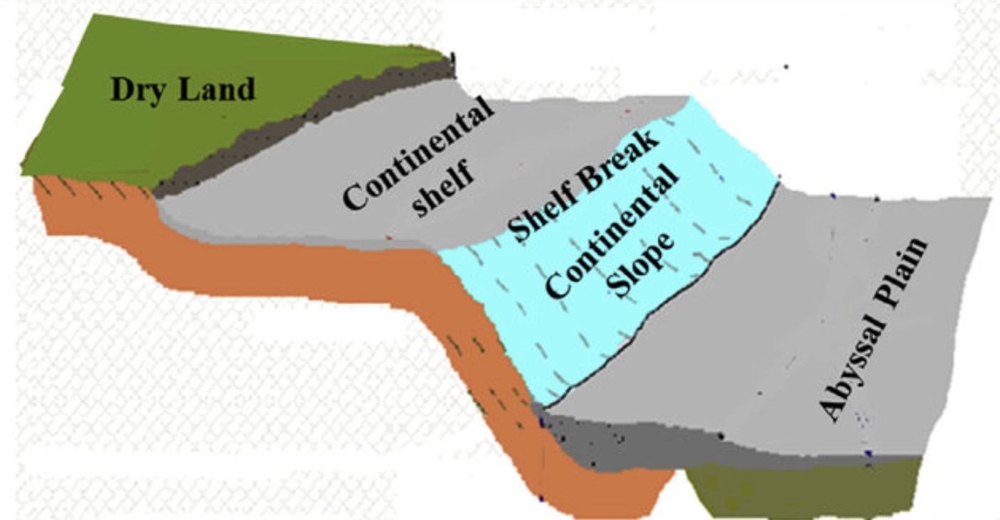 Dry Land
Continental
shelf
Shelf Break
Continental
Slope
Abyssal Plain